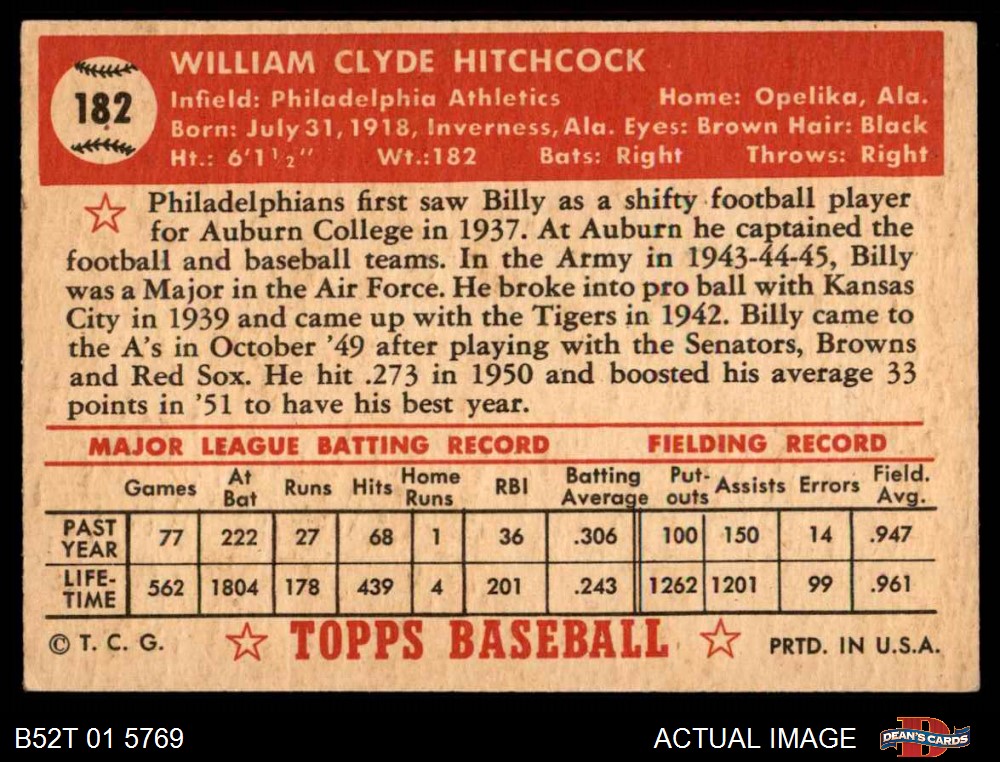 182
WILLIAM CLYDE HITCHCOCK
Infield: Philadelphia Athletics Home: Opelika, Ala.
Born: July 31, 1918, Inverness, Ala. Eyes: Brown Hair: Black
Ht.: 6'1 1/2" Wt.: 182 Bats: Right Throws: Right
Philadelphians first saw Billy as a shifty football player
for Auburn College in 1937. At Auburn he captained the
football and baseball teams. In the Army in 1943-44-45, Billy
was a Major in the Air Force. He broke into pro ball with Kansas
City in 1939 and came up with the Tigers in 1942. Billy came to
the A's in October '49 after playing with the Senators, Browns
and Red Sox. He hit .273 in 1950 and boosted his average 33
points in '51 to have his best year.
MAJOR LEAGUE BATTING RECORD FIELDING RECORD
Games At Bat Runs Hits Home Runs RBI Batting Average Put-outs Assists Errors Field. Avg.
PAST YEAR 77 222 27 68 1 36 .306 100 150 14 .947
LIFE-TIME 562 1804 178 439 4 201 .243 1262 1201 99 .961
© T. C. G. TOPPS BASEBALL PRTD. IN U.S.A.
B52T 01 5769 ACTUAL IMAGE D DEAN'S CARDS